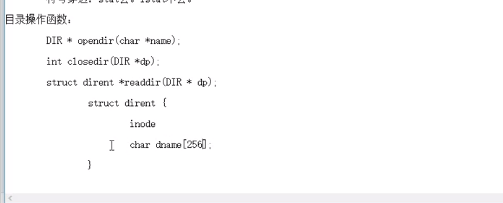 目录操作函数：
DIR * opendir(char *name);
int closedir(DIR *dp);
struct dirent *readdir(DIR * dp);
struct dirent {
inode
char dname[256];
}